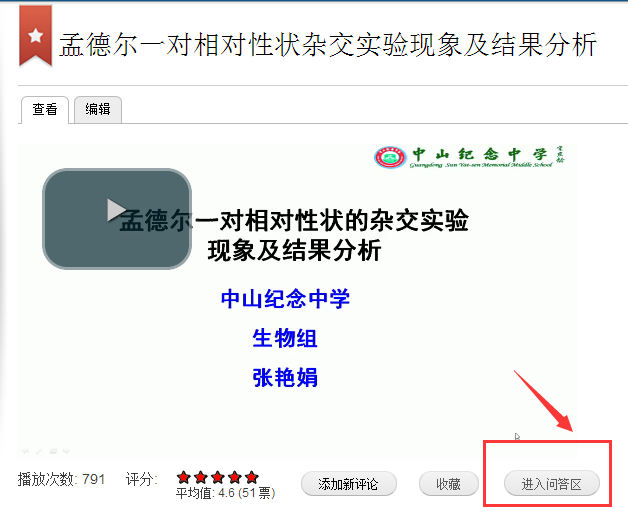 孟德尔一对相对性状杂交实验现象及结果分析
查看 编辑
中山纪念中学
Guangdong Sun Yat-sen Memorial Middle School
孟德尔一对相对性状的杂交实验
现象及结果分析
中山纪念中学
生物组
张艳娟
播放次数: 791 评分:
平均值: 4.6 (51 票)
添加新评论 收藏 进入问答区